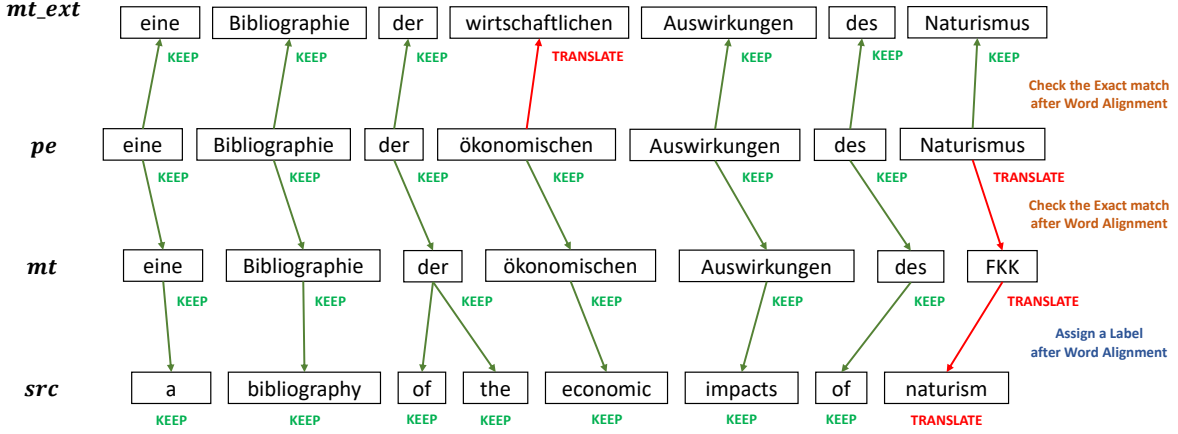 mt_ext eine Bibliographie der wirtschaftlichen Auswirkungen des Naturismus
KEEP KEEP KEEP TRANSLATE KEEP KEEP KEEP
Check the Exact match
after Word Alignment
pe eine Bibliographie der ökonomischen Auswirkungen des Naturismus
KEEP KEEP KEEP KEEP KEEP KEEP TRANSLATE
Check the Exact match
after Word Alignment
mt eine Bibliographie der ökonomischen Auswirkungen des FKK
KEEP KEEP KEEP KEEP KEEP KEEP TRANSLATE
Assign a Label
after Word Alignment
src a bibliography of the economic impacts of naturism
KEEP KEEP KEEP KEEP KEEP KEEP KEEP TRANSLATE